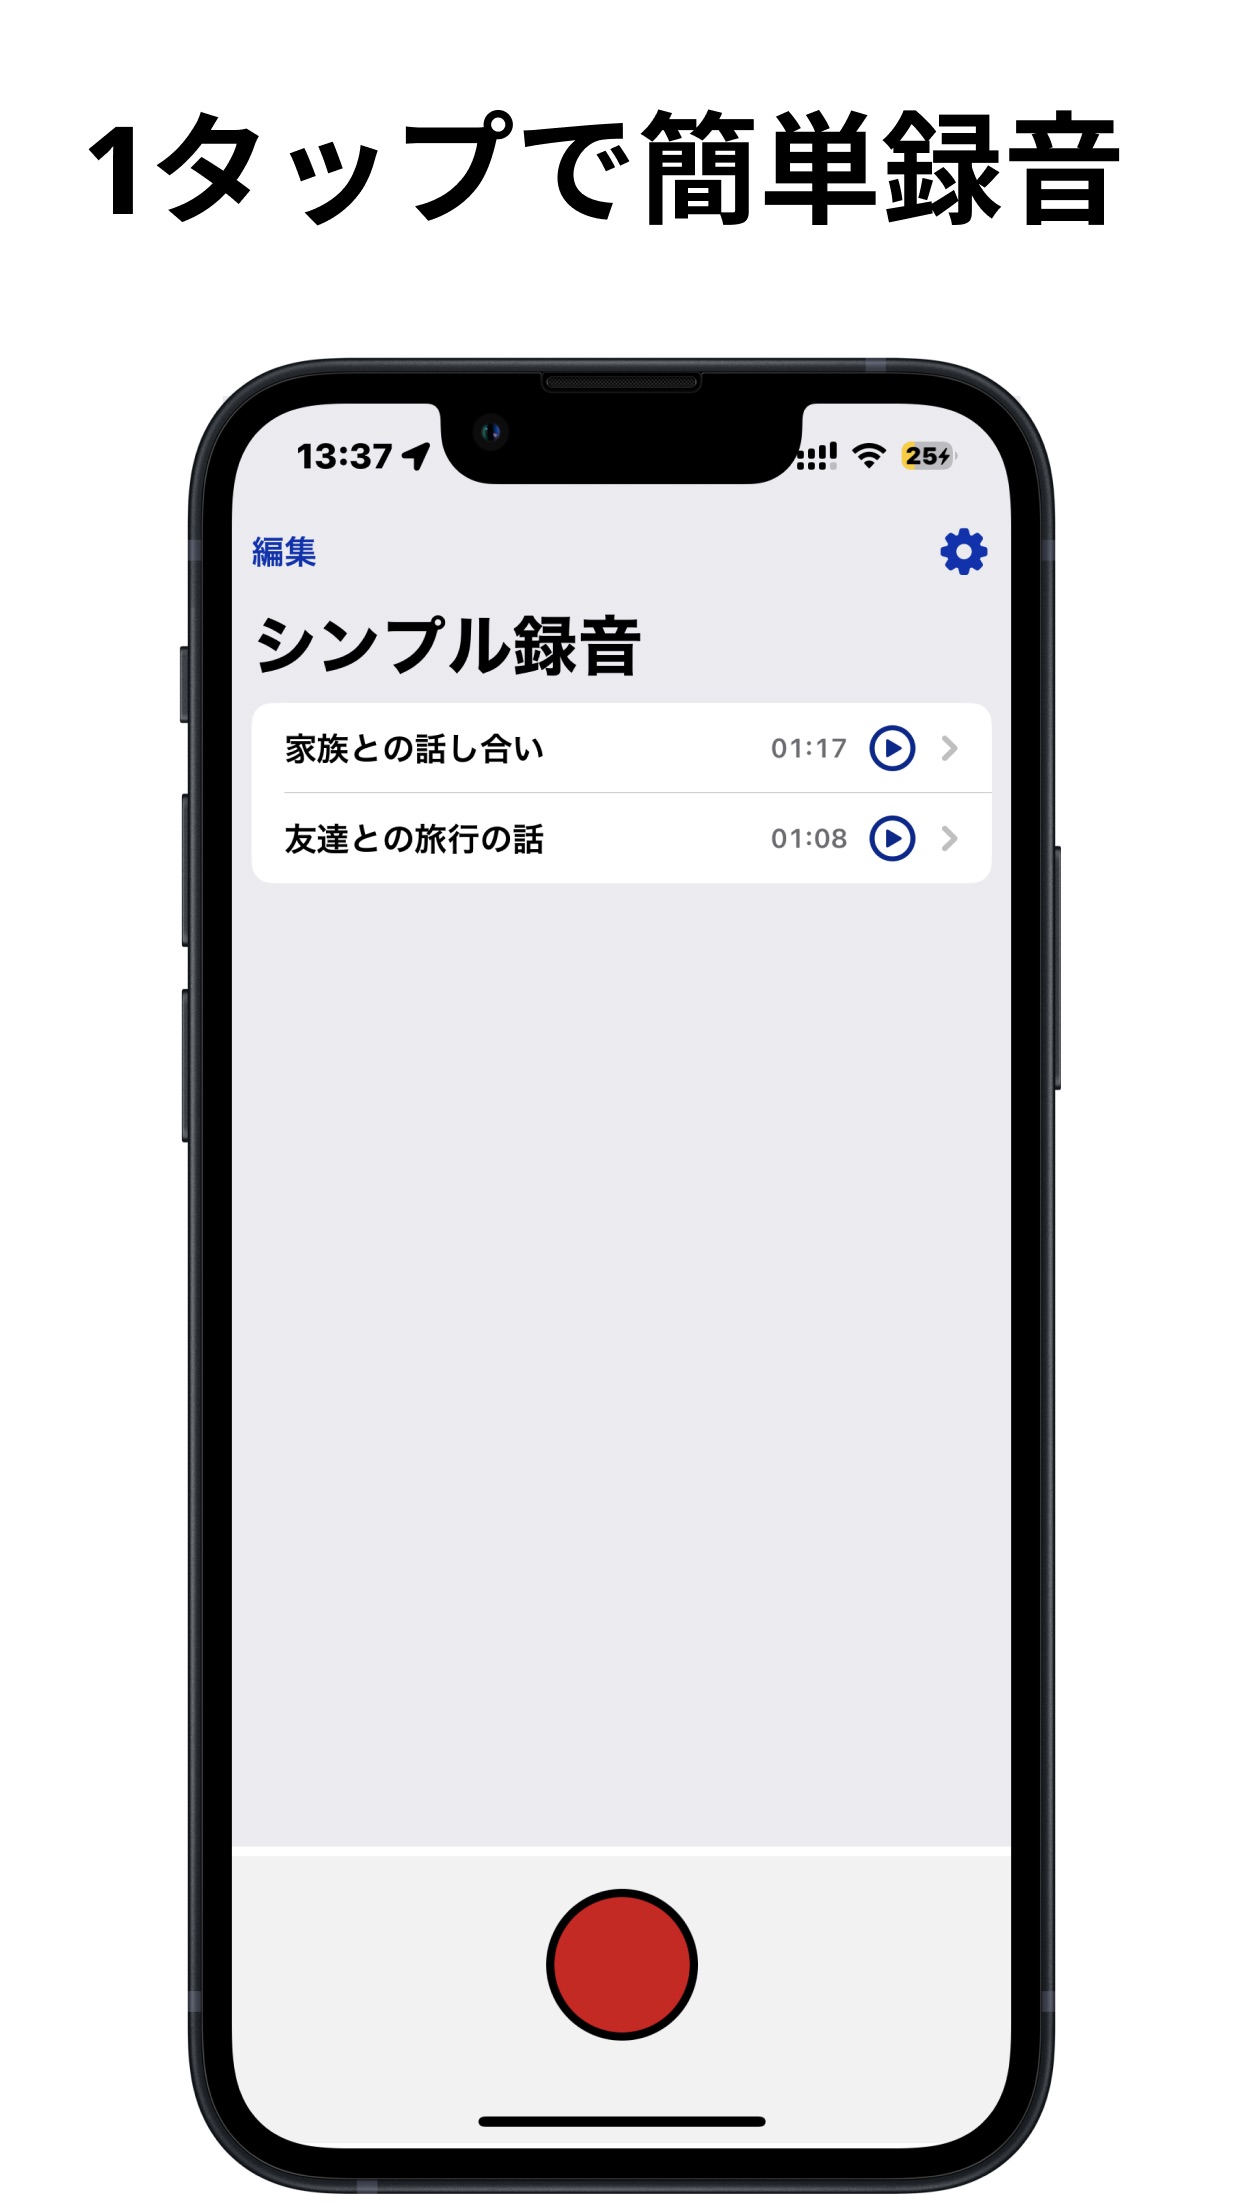 1タップで簡単録音
13:37
25
編集
シンプル録音
家族との話し合い 01:17
友達との旅行の話 01:08